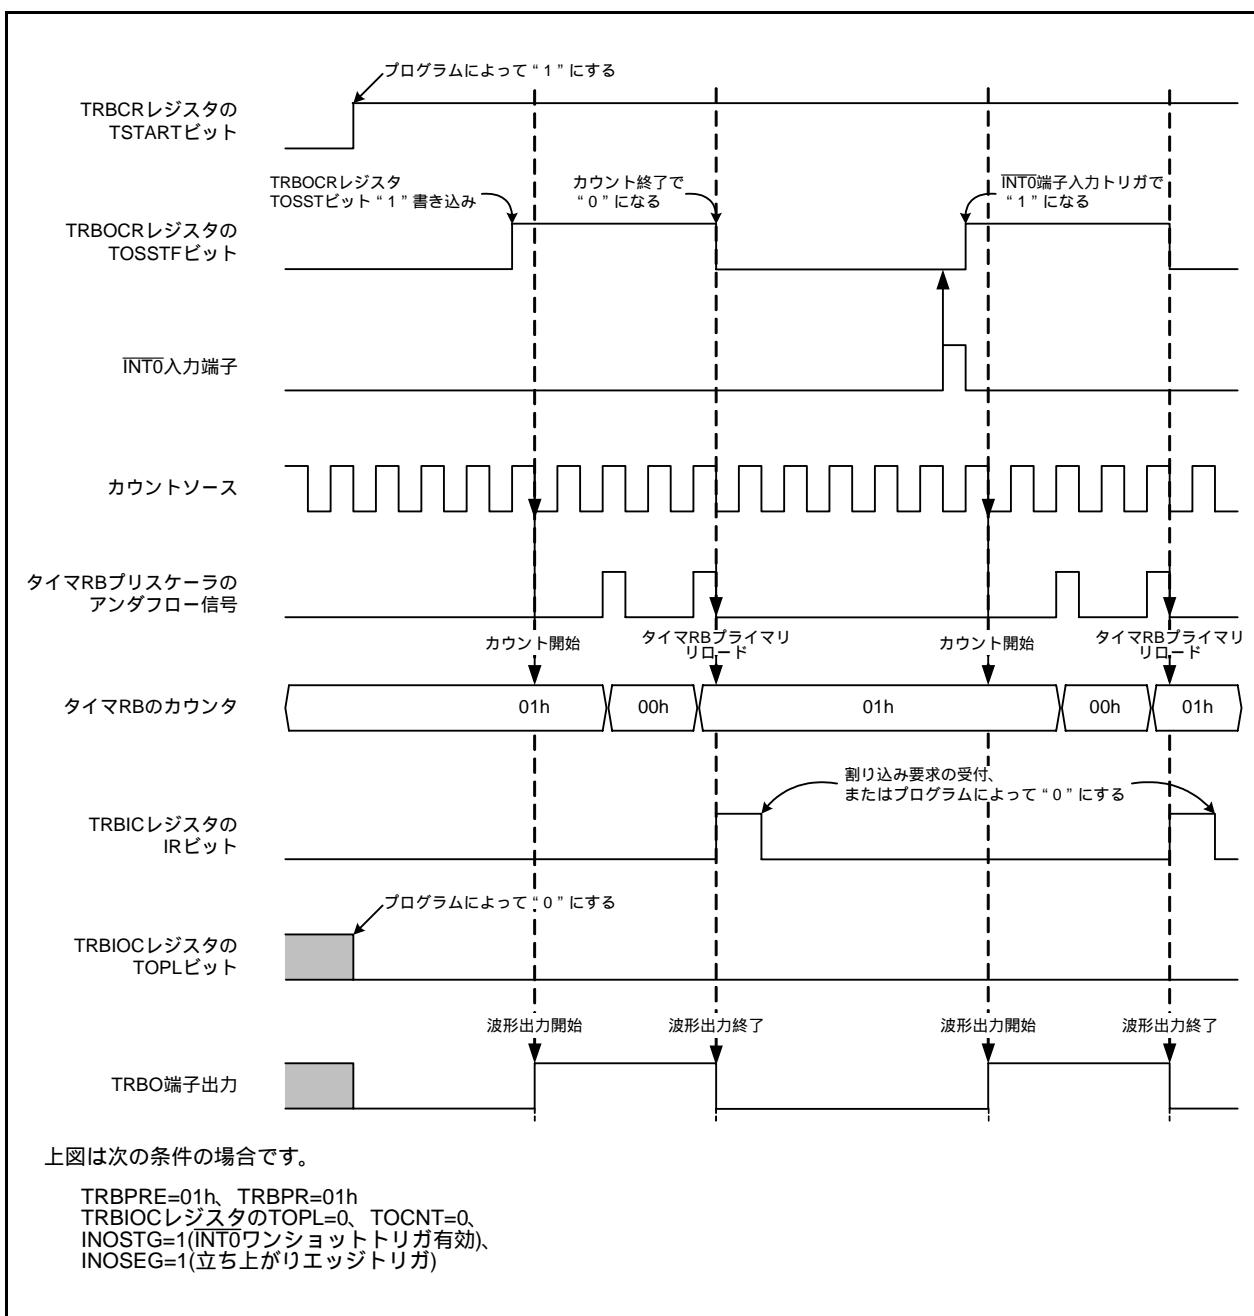 プログラムによって“1”にする
TRBCRレジスタの
TSTARTビット
TRBOCRレジスタ
TOSSTビット“1”書き込み
カウント終了で
“0”になる
INT0端子入力トリガで
“1”になる
TRBOCRレジスタの
TOSSTFビット
INT0入力端子
カウントソース
タイマRBプリスケーラの
アンダフロー信号
カウント開始
タイマRBプライマリ
リロード
カウント開始
タイマRBプライマリ
リロード
タイマRBのカウンタ
01h
00h
01h
00h
01h
割り込み要求の受付、
またはプログラムによって“0”にする
TRBICレジスタの
IRビット
プログラムによって“0”にする
TRBIOCレジスタの
TOPLビット
波形出力開始
波形出力終了
波形出力開始
波形出力終了
TRBO端子出力
上図は次の条件の場合です。
TRBPRE=01h、TRBPR=01h
TRBIOCレジスタのTOPL=0、TOCNT=0、
INOSTG=1(INT0ワンショットトリガ有効)、
INOSEG=1(立ち上がりエッジトリガ)